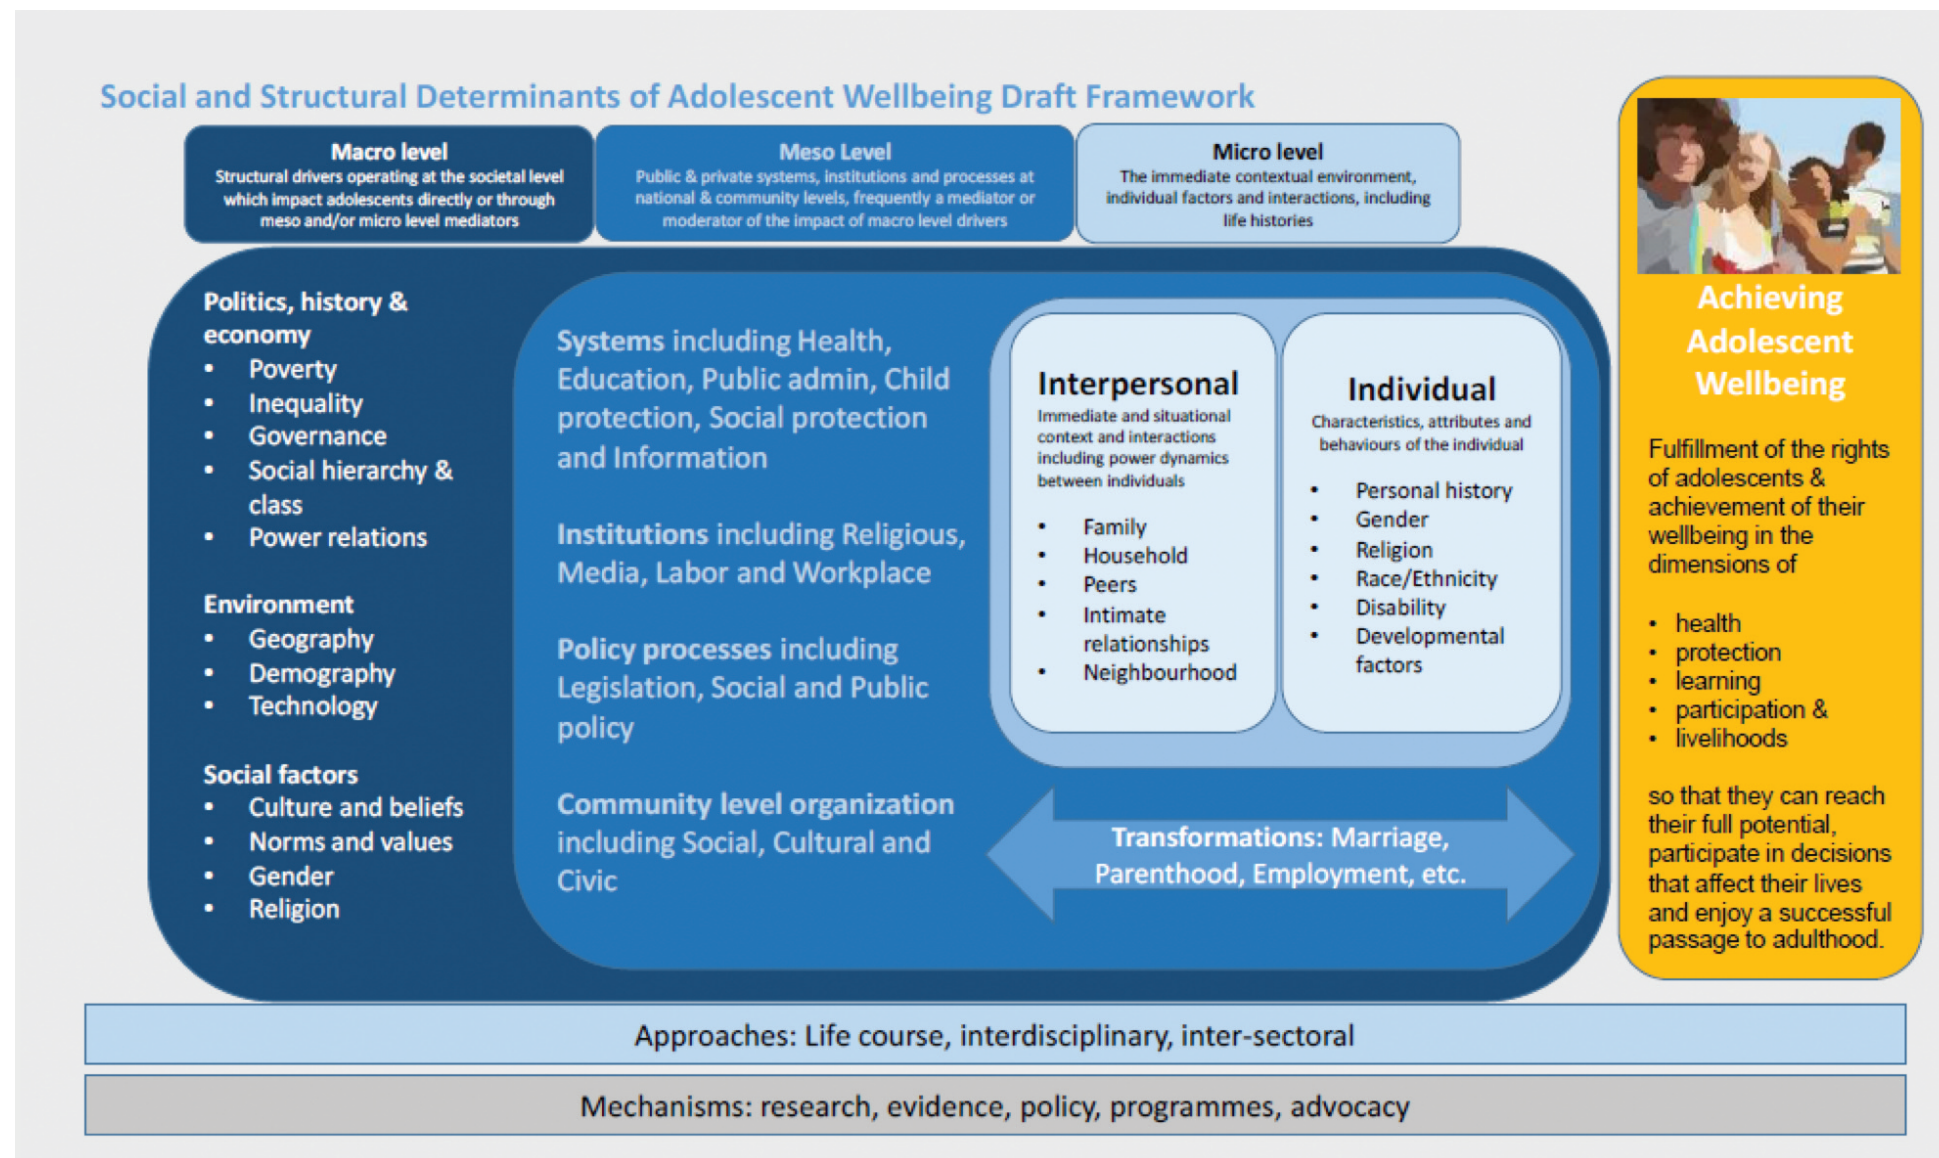 Social and Structural Determinants of Adolescent Wellbeing Draft Framework
Macro level
Structural drivers operating at the societal level
which impact adolescents directly or through
meso and/or micro level mediators
Meso Level
Public & private systems, institutions and processes at
national & community levels, frequently a mediator or
moderator of the impact of macro level drivers
Micro level
The immediate contextual environment,
individual factors and interactions, including
life histories
Politics, history &
economy
• Poverty
• Inequality
• Governance
• Social hierarchy &
class
• Power relations
Environment
• Geography
• Demography
• Technology
Social factors
• Culture and beliefs
• Norms and values
• Gender
• Religion
Systems including Health,
Education, Public admin, Child
protection, Social protection
and Information
Institutions including Religious,
Media, Labor and Workplace
Policy processes including
Legislation, Social and Public
policy
Community level organization
including Social, Cultural and
Civic
Interpersonal
Immediate and situational
context and interactions
including power dynamics
between individuals
• Family
• Household
• Peers
• Intimate
relationships
• Neighbourhood
Individual
Characteristics, attributes and
behaviours of the individual
• Personal history
• Gender
• Religion
• Race/Ethnicity
• Disability
• Developmental
factors
Transformations: Marriage,
Parenthood, Employment, etc.
Achieving
Adolescent
Wellbeing
Fulfillment of the rights
of adolescents &
achievement of their
wellbeing in the
dimensions of
• health
• protection
• learning
• participation &
• livelihoods
so that they can reach
their full potential,
participate in decisions
that affect their lives
and enjoy a successful
passage to adulthood.
Approaches: Life course, interdisciplinary, inter-sectoral
Mechanisms: research, evidence, policy, programmes, advocacy